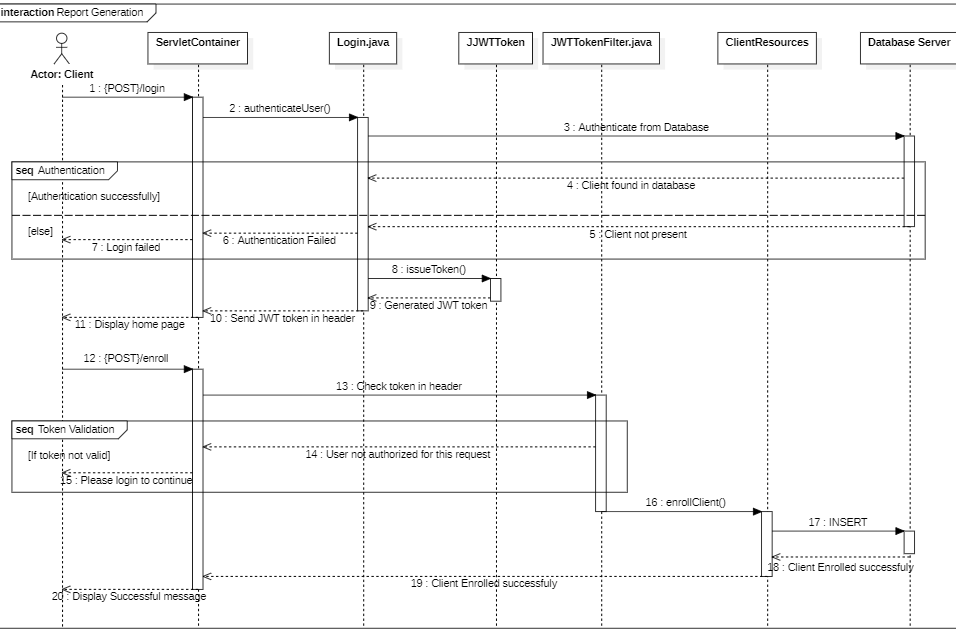 interaction Report Generation
ServletContainer
Login.java
JJWTToken
JWTTokenFilter.java
ClientResources
Database Server
Actor: Client
1 : {POST}/login
2 : authenticateUser()
3 : Authenticate from Database
seq Authentication
4 : Client found in database
[Authentication successfully]
[else]
5 : Client not present
6 : Authentication Failed
7 : Login failed
8 : issueToken()
9 : Generated JWT token
10 : Send JWT token in header
11 : Display home page
12 : {POST}/enroll
13 : Check token in header
seq Token Validation
[If token not valid]
14 : User not authorized for this request
15 : Please login to continue
16 : enrollClient()
17 : INSERT
18 : Client Enrolled successfuly
19 : Client Enrolled successfuly
20 : Display Successful message